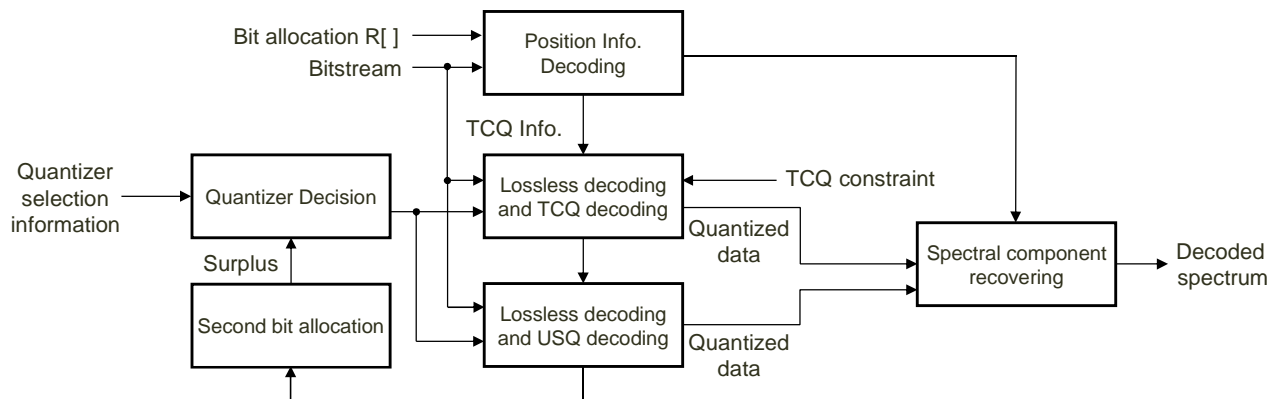 Bit allocation R[ ]
Bitstream
Position Info.
Decoding
TCQ Info.
Quantizer
selection
information
Quantizer Decision
Lossless decoding
and TCQ decoding
TCQ constraint
Quantized
data
Spectral component
recovering
Decoded
spectrum
Surplus
Second bit allocation
Lossless decoding
and USQ decoding
Quantized
data